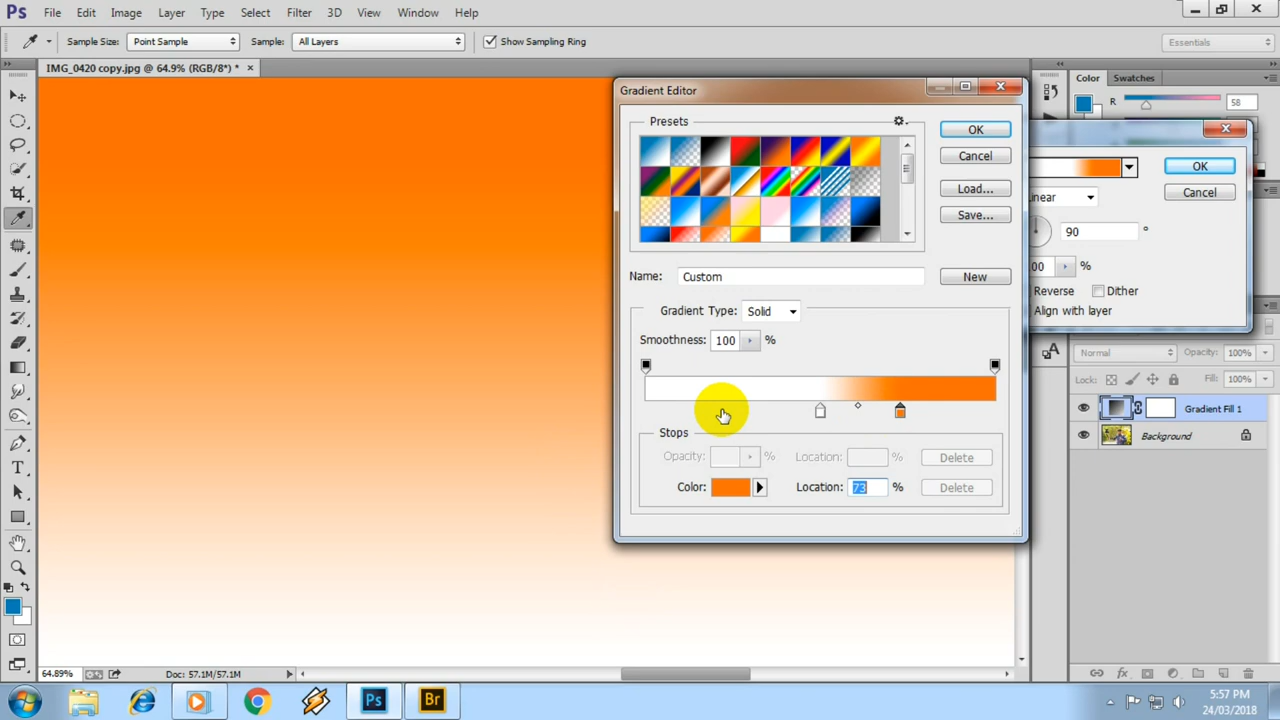 Ps File Edit Image Layer Type Select Filter 3D View Window Help
Sample Size: Point Sample Sample: All Layers Show Sampling Ring Essentials
IMG_0420 copy.jpg @ 64.9% (RGB/8*) * ×
Color Swatches
R 58
Gradient Editor
Presets
OK
Cancel
Load...
Save...
Name: Custom New
Gradient Type: Solid
Smoothness: 100 %
Stops
Opacity: % Location: % Delete
Color: Location: 73 % Delete
OK
Cancel
90 °
%
Reverse Dither
Align with layer
Normal Opacity: 100%
Lock: Fill: 100%
Gradient Fill 1
Background
64.89% Doc: 57.1M/57.1M
Ps Br
5:57 PM
24/03/2018